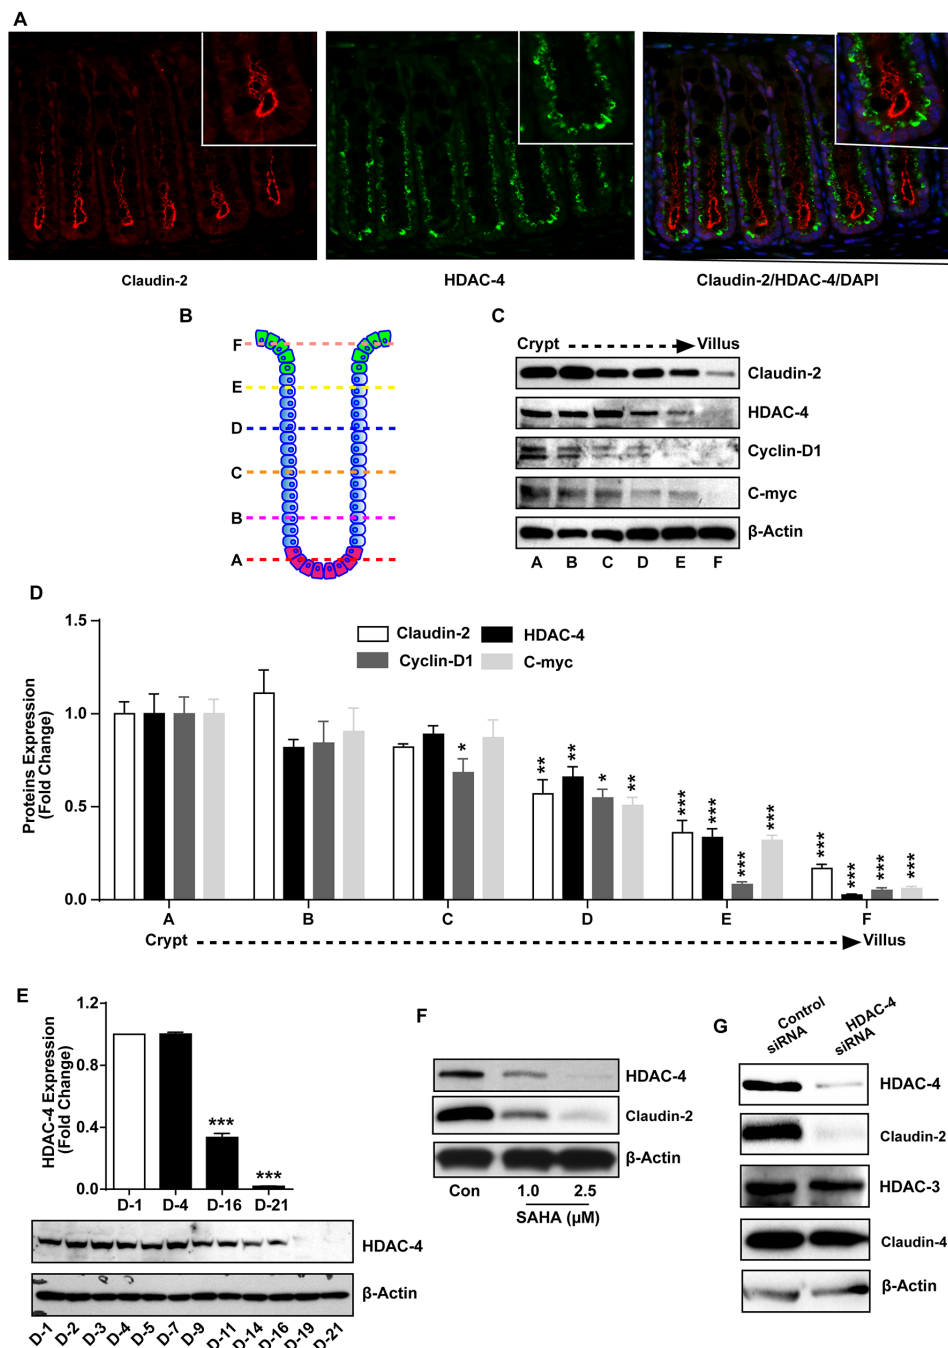 A
Claudin-2
HDAC-4
Claudin-2/HDAC-4/DAPI
B
F
E
D
C
B
A
C
Crypt
Villus
Claudin-2
HDAC-4
Cyclin-D1
C-myc
β-Actin
A B C D E F
D
Proteins Expression
(Fold Change)
1.5
1.0
0.5
0.0
Claudin-2
HDAC-4
Cyclin-D1
C-myc
*
** ** * **
*** *** *** ***
*** *** *** ***
A B C D E F
Crypt
Villus
E
HDAC-4 Expression
(Fold Change)
1.2
0.8
0.4
0.0
***
***
D-1 D-4 D-16 D-21
HDAC-4
β-Actin
D-1 D-2 D-3 D-4 D-5 D-7 D-9 D-11 D-14 D-16 D-19 D-21
F
HDAC-4
Claudin-2
β-Actin
Con 1.0 2.5
SAHA (µM)
G
Control
siRNA
HDAC-4
siRNA
HDAC-4
Claudin-2
HDAC-3
Claudin-4
β-Actin